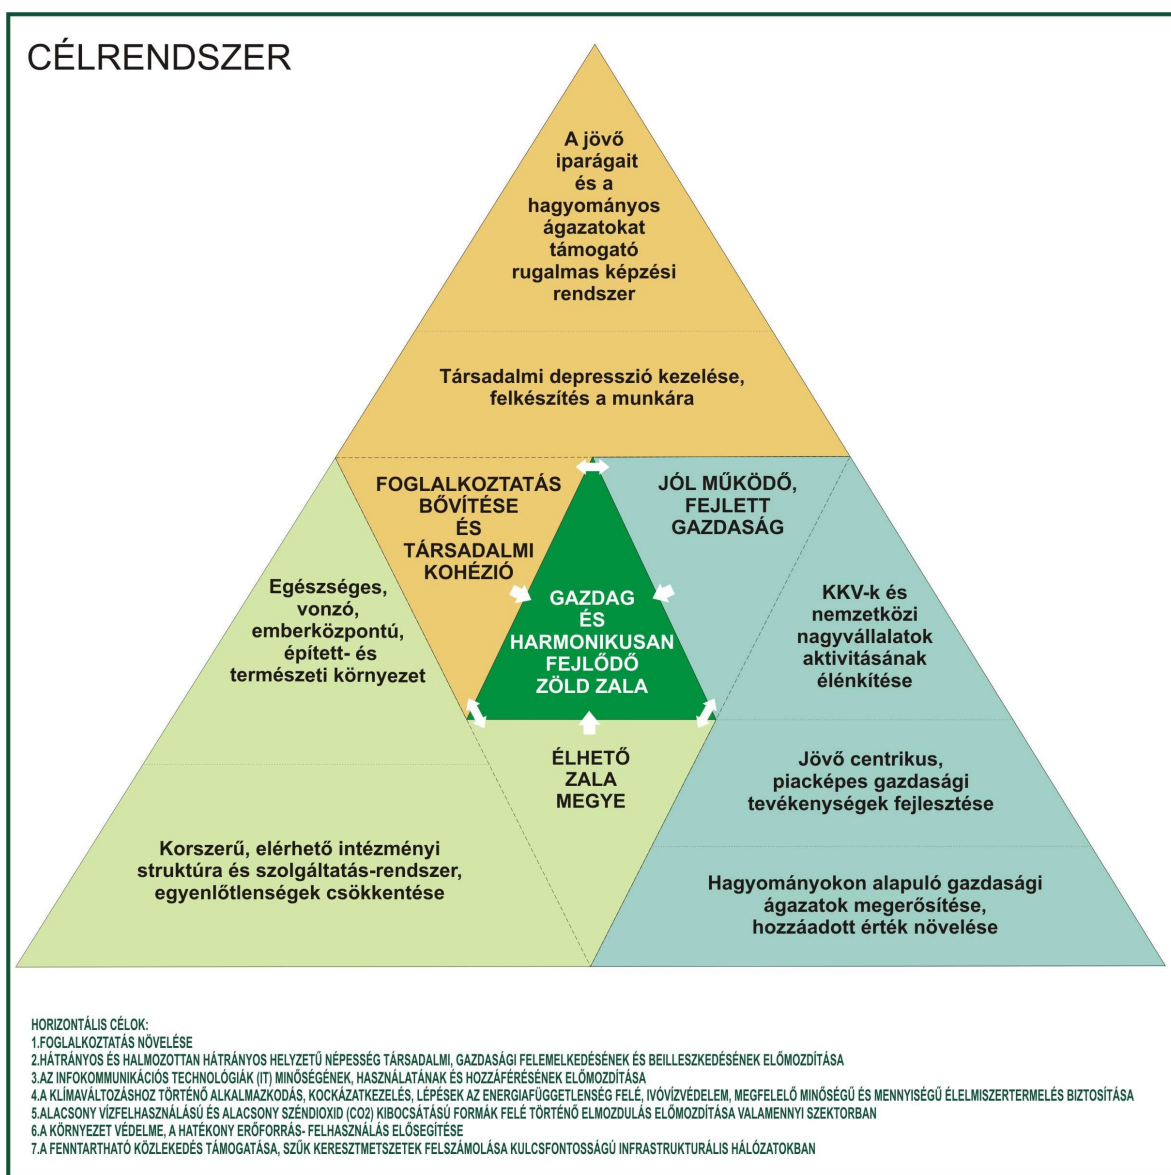 CÉLRENDSZER
A jövő
iparágait
és a
hagyományos
ágazatokat
támogató
rugalmas képzési
rendszer
Társadalmi depresszió kezelése,
felkészítés a munkára
FOGLALKOZTATÁS
BŐVÍTÉSE
ÉS
TÁRSADALMI
KOHÉZIÓ
JÓL MŰKÖDŐ,
FEJLETT
GAZDASÁG
GAZDAG
ÉS
HARMONIKUSAN
FEJLŐDŐ
ZÖLD ZALA
Egészséges,
vonzó,
emberközpontú,
épített- és
természeti környezet
KKV-k és
nemzetközi
nagyvállalatok
aktivitásának
élénkítése
ÉLHETŐ
ZALA
MEGYE
Jövő centrikus,
piacképes gazdasági
tevékenységek fejlesztése
Korszerű, elérhető intézményi
struktúra és szolgáltatás-rendszer,
egyenlőtlenségek csökkentése
Hagyományokon alapuló gazdasági
ágazatok megerősítése,
hozzáadott érték növelése
HORIZONTÁLIS CÉLOK:
1.FOGLALKOZTATÁS NÖVELÉSE
2.HÁTRÁNYOS ÉS HALMOZOTTAN HÁTRÁNYOS HELYZETŰ NÉPESSÉG TÁRSADALMI, GAZDASÁGI FELEMELKEDÉSÉNEK ÉS BEILLESZKEDÉSÉNEK ELŐMOZDÍTÁSA
3.AZ INFOKOMMUNIKÁCIÓS TECHNOLÓGIÁK (IT) MINŐSÉGÉNEK, HASZNÁLATÁNAK ÉS HOZZÁFÉRÉSÉNEK ELŐMOZDÍTÁSA
4.A KLÍMAVÁLTOZÁSHOZ TÖRTÉNŐ ALKALMAZKODÁS, KOCKÁZATKEZELÉS, LÉPÉSEK AZ ENERGIAFÜGGETLENSÉG FELÉ, IVÓVÍZVÉDELEM, MEGFELELŐ MINŐSÉGŰ ÉS MENNYISÉGŰ ÉLELMISZERTERMELÉS BIZTOSÍTÁSA
5.ALACSONY VÍZFELHASZNÁLÁSÚ ÉS ALACSONY SZÉNDIOXID (CO2) KIBOCSÁTÁSÚ FORMÁK FELÉ TÖRTÉNŐ ELMOZDULÁS ELŐMOZDÍTÁSA VALAMENNYI SZEKTORBAN
6.A KÖRNYEZET VÉDELME, A HATÉKONY ERŐFORRÁS- FELHASZNÁLÁS ELŐSEGÍTÉSE
7.A FENNTARTHATÓ KÖZLEKEDÉS TÁMOGATÁSA, SZŰK KERESZTMETSZETEK FELSZÁMOLÁSA KULCSFONTOSSÁGÚ INFRASTRUKTURÁLIS HÁLÓZATOKBAN